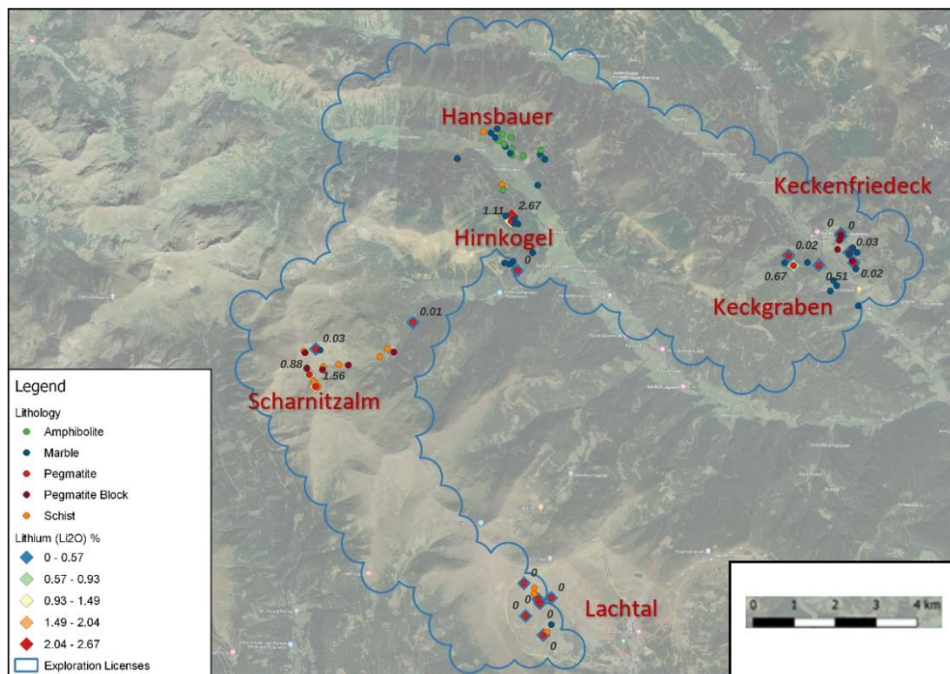 Hansbauer
Keckenfriedeck
1.11
2.67
0
0
Hirnkogel
0.02
0.03
0
0.67
0.51
0.02
Keckgraben
0.01
0.03
0.88
1.56
Scharnitzalm
Legend
Lithology
Amphibolite
Marble
Pegmatite
Pegmatite Block
Schist
Lithium (Li2O) %
0 - 0.57
0.57 - 0.93
0.93 - 1.49
1.49 - 2.04
2.04 - 2.67
Exploration Licenses
0
0
0
0
0
0
Lachtal
0 1 2 3 4 km